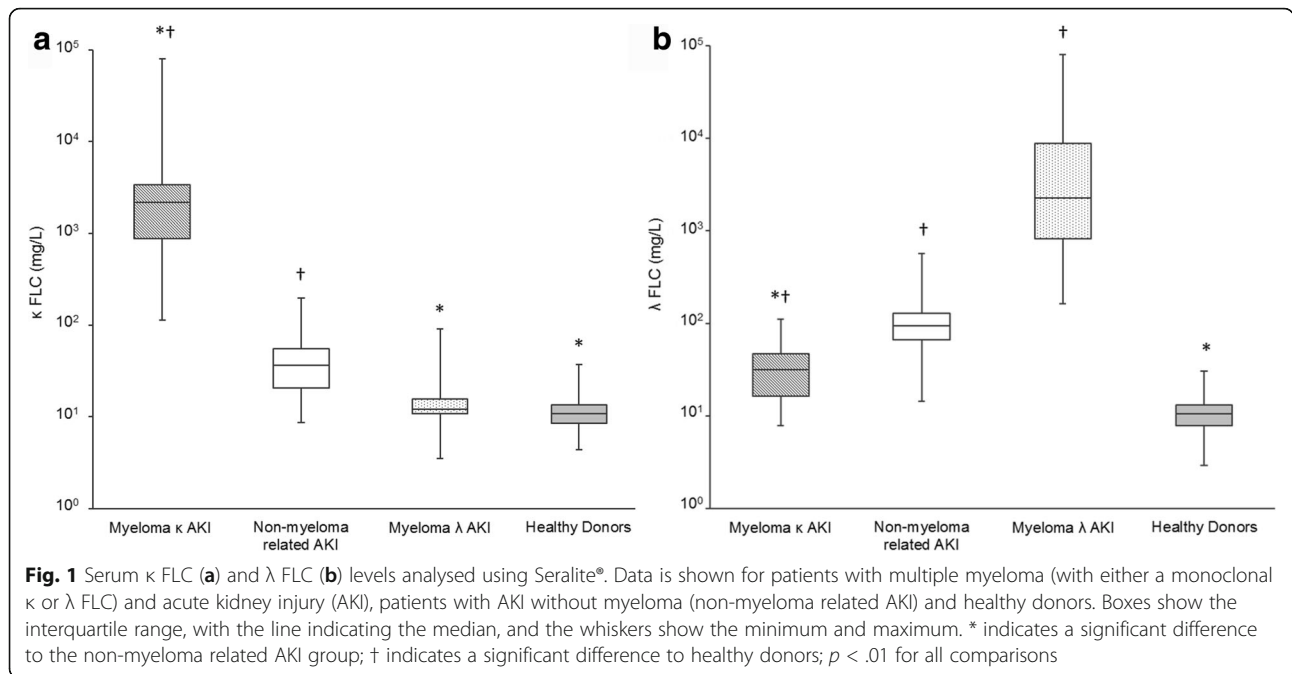 a
b
*†
†
*
*
10⁵
10⁴
10³
10²
10¹
10⁰
κ FLC (mg/L)
Myeloma κ AKI
Non-myeloma
related AKI
Myeloma λ AKI
Healthy Donors
*†
†
†
*
10⁵
10⁴
10³
10²
10¹
10⁰
λ FLC (mg/L)
Myeloma κ AKI
Non-myeloma
related AKI
Myeloma λ AKI
Healthy Donors
Fig. 1 Serum κ FLC (a) and λ FLC (b) levels analysed using Seralite®. Data is shown for patients with multiple myeloma (with either a monoclonal
κ or λ FLC) and acute kidney injury (AKI), patients with AKI without myeloma (non-myeloma related AKI) and healthy donors. Boxes show the
interquartile range, with the line indicating the median, and the whiskers show the minimum and maximum. * indicates a significant difference
to the non-myeloma related AKI group; † indicates a significant difference to healthy donors; p < .01 for all comparisons